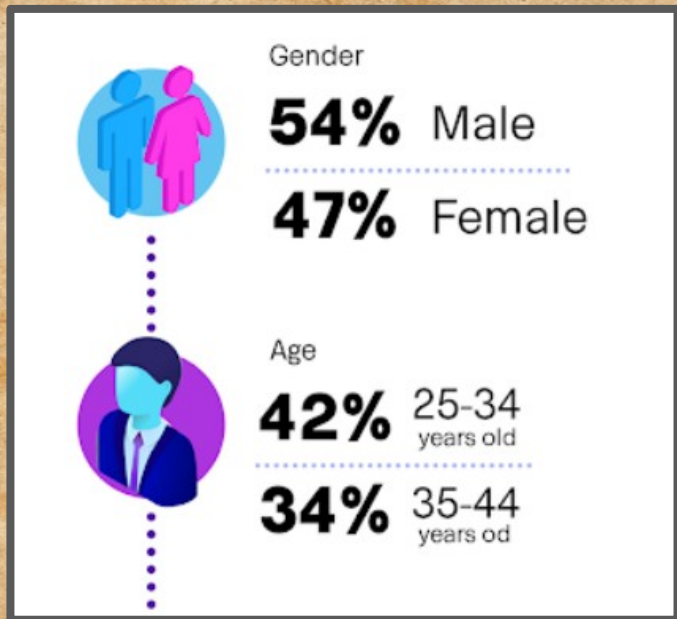 Gender
54% Male
47% Female
Age
42% 25-34
years old
34% 35-44
years od